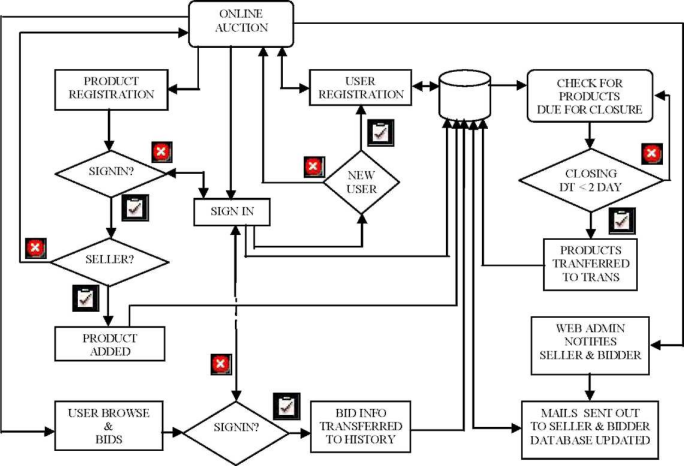 ONLINE
AUCTION
PRODUCT
REGISTRATION
USER
REGISTRATION
CHECK FOR
PRODUCTS
DUE FOR CLOSURE
SIGNIN?
NEW
USER
CLOSING
DT < 2 DAY
SIGN IN
SELLER?
PRODUCTS
TRANFERRED
TO TRANS
PRODUCT
ADDED
WEB ADMIN
NOTIFIES
SELLER & BIDDER
USER BROWSE
& BIDS
SIGNIN?
BID INFO
TRANSFERRED
TO HISTORY
MAILS SENT OUT
TO SELLER & BIDDER
DATABASE UPDATED